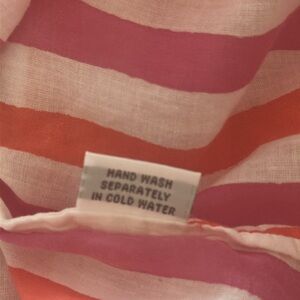 HAND WASH
SEPARATELY
IN COLD WATER